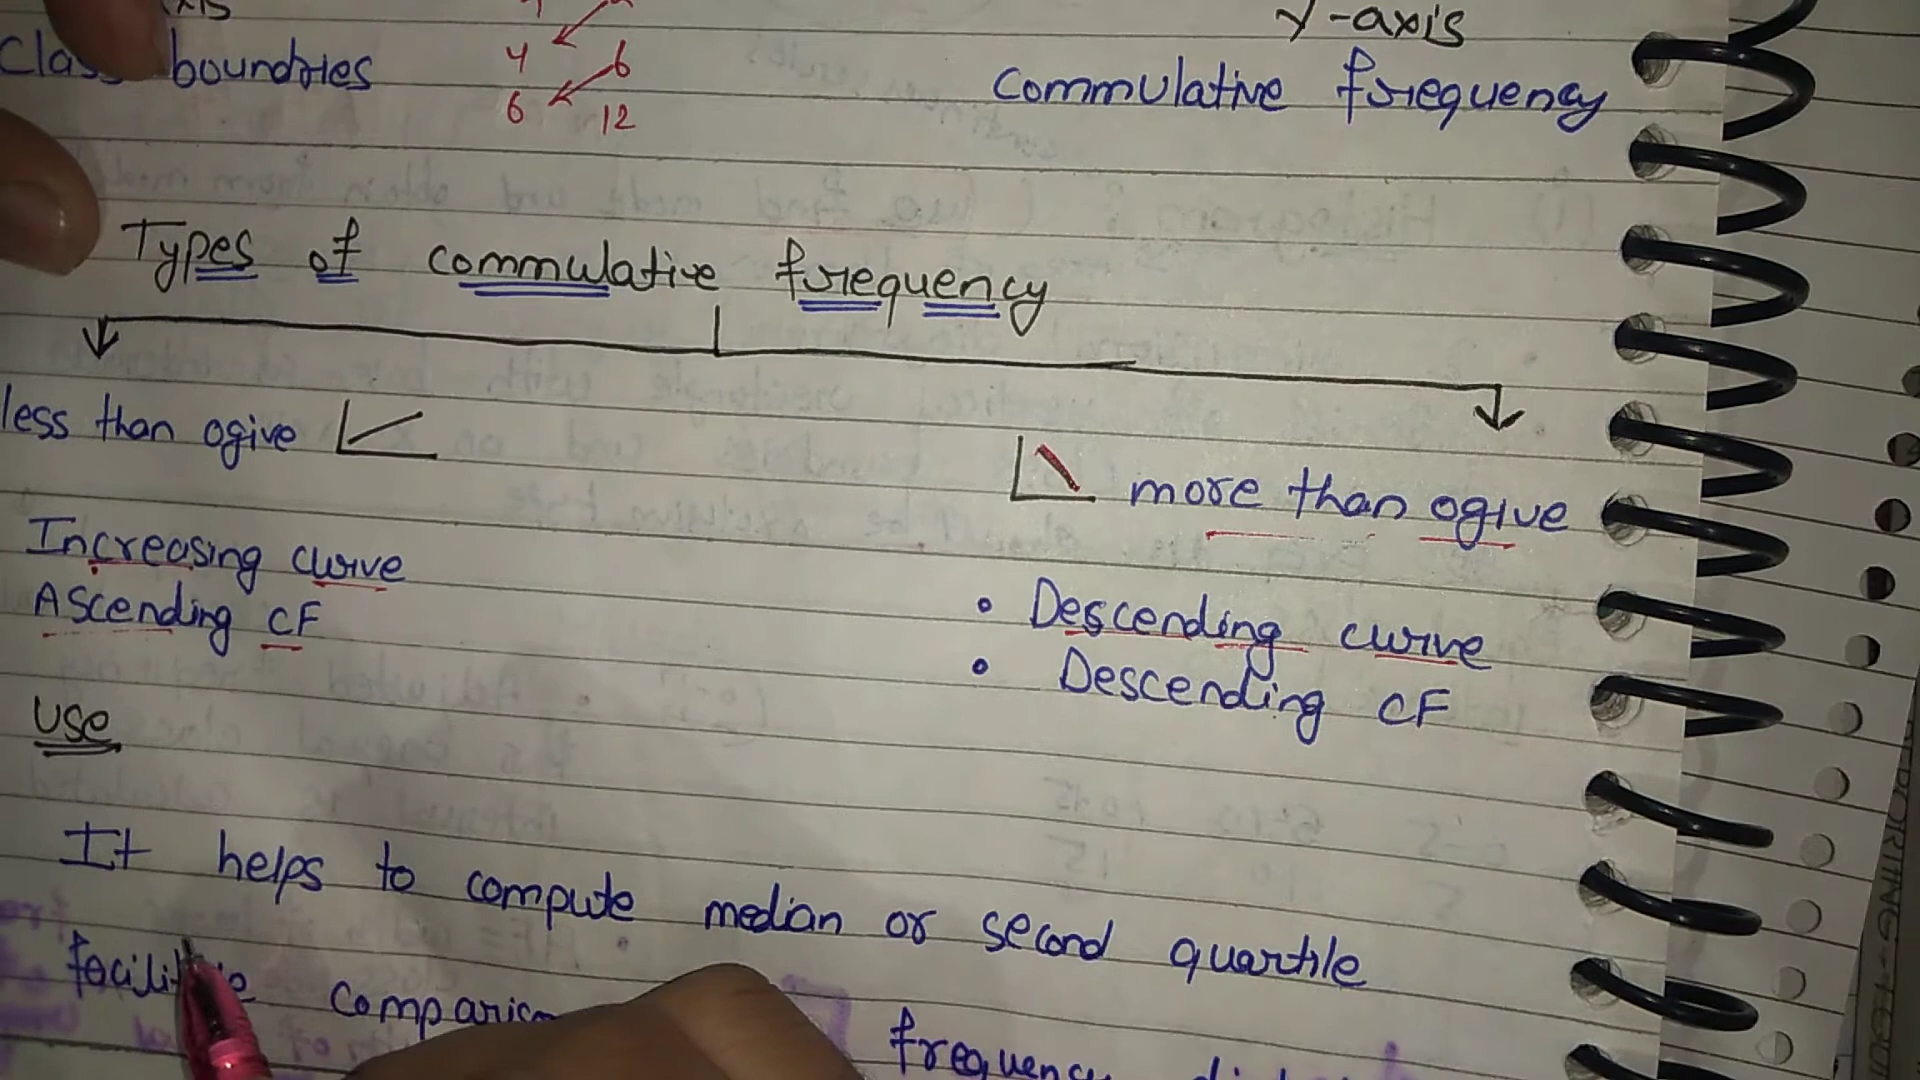 Y-axis
boundries 4 6 Commulative frequency
6 12
Types of commulative frequency
less than ogive more than ogive
Increasing curve
Ascending CF
• Descending curve
• Descending CF
Use
It helps to compute median or second quartile
frequency